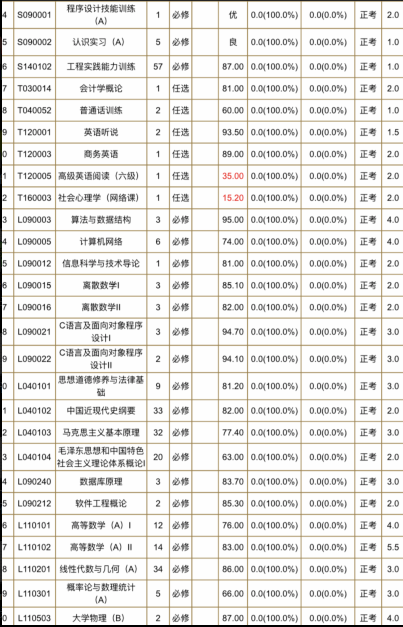 4 S090001 程序设计技能训练（A） 1 必修 优 0.0(100.0%) 0.0(0.0%) 正考 2.0
5 S090002 认识实习（A） 5 必修 良 0.0(100.0%) 0.0(0.0%) 正考 1.0
6 S140102 工程实践能力训练 57 必修 87.00 0.0(100.0%) 0.0(0.0%) 正考 1.0
7 T030014 会计学概论 1 任选 81.00 0.0(100.0%) 0.0(0.0%) 正考 2.0
8 T040052 普通话训练 2 任选 60.00 0.0(100.0%) 0.0(0.0%) 正考 1.0
9 T120001 英语听说 2 任选 93.50 0.0(100.0%) 0.0(0.0%) 正考 1.5
0 T120003 商务英语 1 任选 89.00 0.0(100.0%) 0.0(0.0%) 正考 2.0
1 T120005 高级英语阅读（六级） 1 任选 35.00 0.0(100.0%) 0.0(0.0%) 正考 2.0
2 T160003 社会心理学（网络课） 1 任选 15.20 0.0(100.0%) 0.0(0.0%) 正考 2.0
3 L090003 算法与数据结构 3 必修 95.00 0.0(100.0%) 0.0(0.0%) 正考 4.0
4 L090005 计算机网络 6 必修 74.00 0.0(100.0%) 0.0(0.0%) 正考 4.0
5 L090012 信息科学与技术导论 1 必修 81.00 0.0(100.0%) 0.0(0.0%) 正考 2.0
6 L090015 离散数学I 3 必修 85.10 0.0(100.0%) 0.0(0.0%) 正考 2.0
7 L090016 离散数学II 3 必修 82.00 0.0(100.0%) 0.0(0.0%) 正考 2.0
8 L090021 C语言及面向对象程序设计I 3 必修 94.70 0.0(100.0%) 0.0(0.0%) 正考 3.0
9 L090022 C语言及面向对象程序设计II 2 必修 94.10 0.0(100.0%) 0.0(0.0%) 正考 3.0
0 L040101 思想道德修养与法律基础 9 必修 81.20 0.0(100.0%) 0.0(0.0%) 正考 3.0
1 L040102 中国近现代史纲要 33 必修 82.00 0.0(100.0%) 0.0(0.0%) 正考 2.0
2 L040103 马克思主义基本原理 32 必修 77.40 0.0(100.0%) 0.0(0.0%) 正考 3.0
3 L040104 毛泽东思想和中国特色社会主义理论体系概论I 20 必修 63.00 0.0(100.0%) 0.0(0.0%) 正考 2.0
4 L090240 数据库原理 3 必修 83.70 0.0(100.0%) 0.0(0.0%) 正考 3.0
5 L090212 软件工程概论 2 必修 85.30 0.0(100.0%) 0.0(0.0%) 正考 2.0
6 L110101 高等数学（A）I 12 必修 76.00 0.0(100.0%) 0.0(0.0%) 正考 4.0
7 L110102 高等数学（A）II 14 必修 83.00 0.0(100.0%) 0.0(0.0%) 正考 5.5
8 L110201 线性代数与几何（A） 34 必修 86.00 0.0(100.0%) 0.0(0.0%) 正考 3.0
9 L110301 概率论与数理统计（A） 5 必修 66.00 0.0(100.0%) 0.0(0.0%) 正考 3.0
0 L110503 大学物理（B） 2 必修 87.00 0.0(100.0%) 0.0(0.0%) 正考 4.0